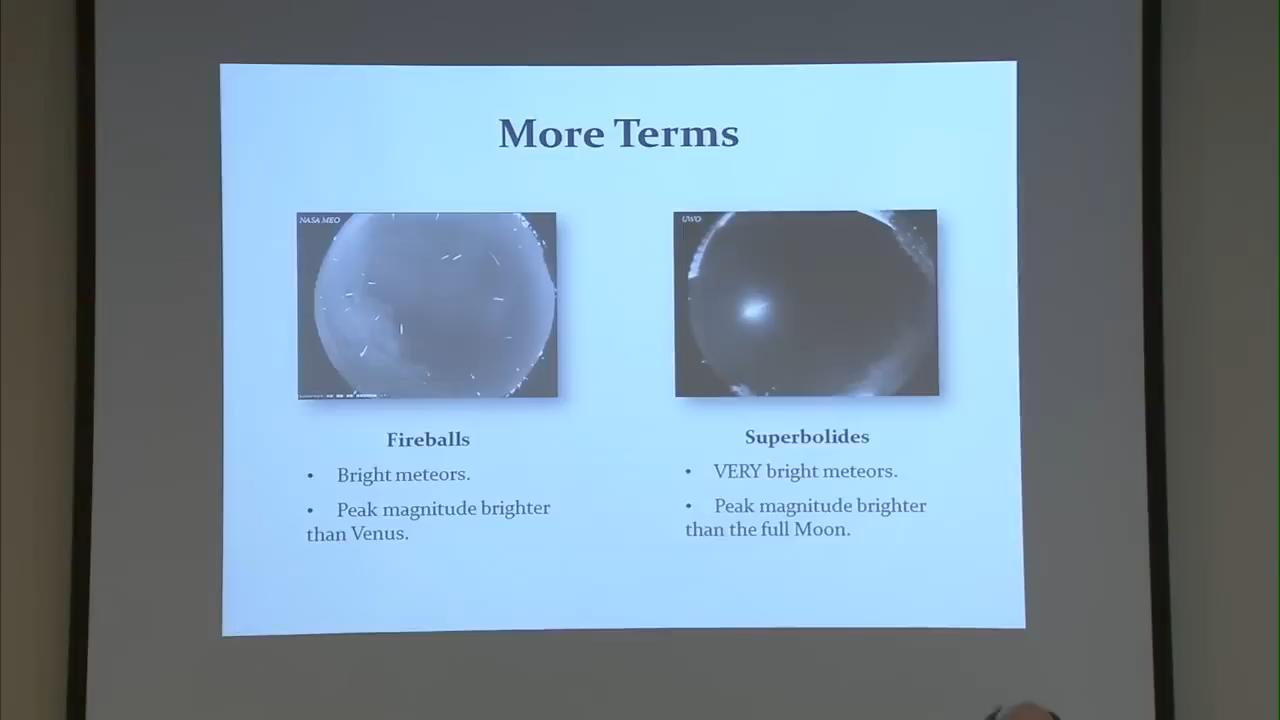 More Terms
NASA MEO
UWO
Fireballs
• Bright meteors.
• Peak magnitude brighter
than Venus.
Superbolides
• VERY bright meteors.
• Peak magnitude brighter
than the full Moon.